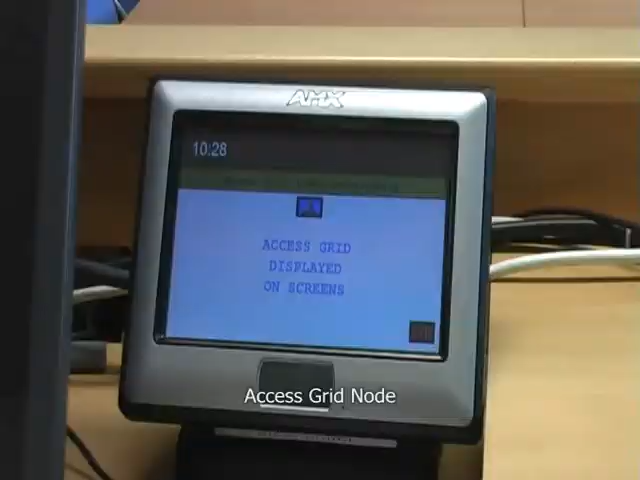 AMX
10:28
ACCESS GRID
DISPLAYED
ON SCREENS
Access Grid Node